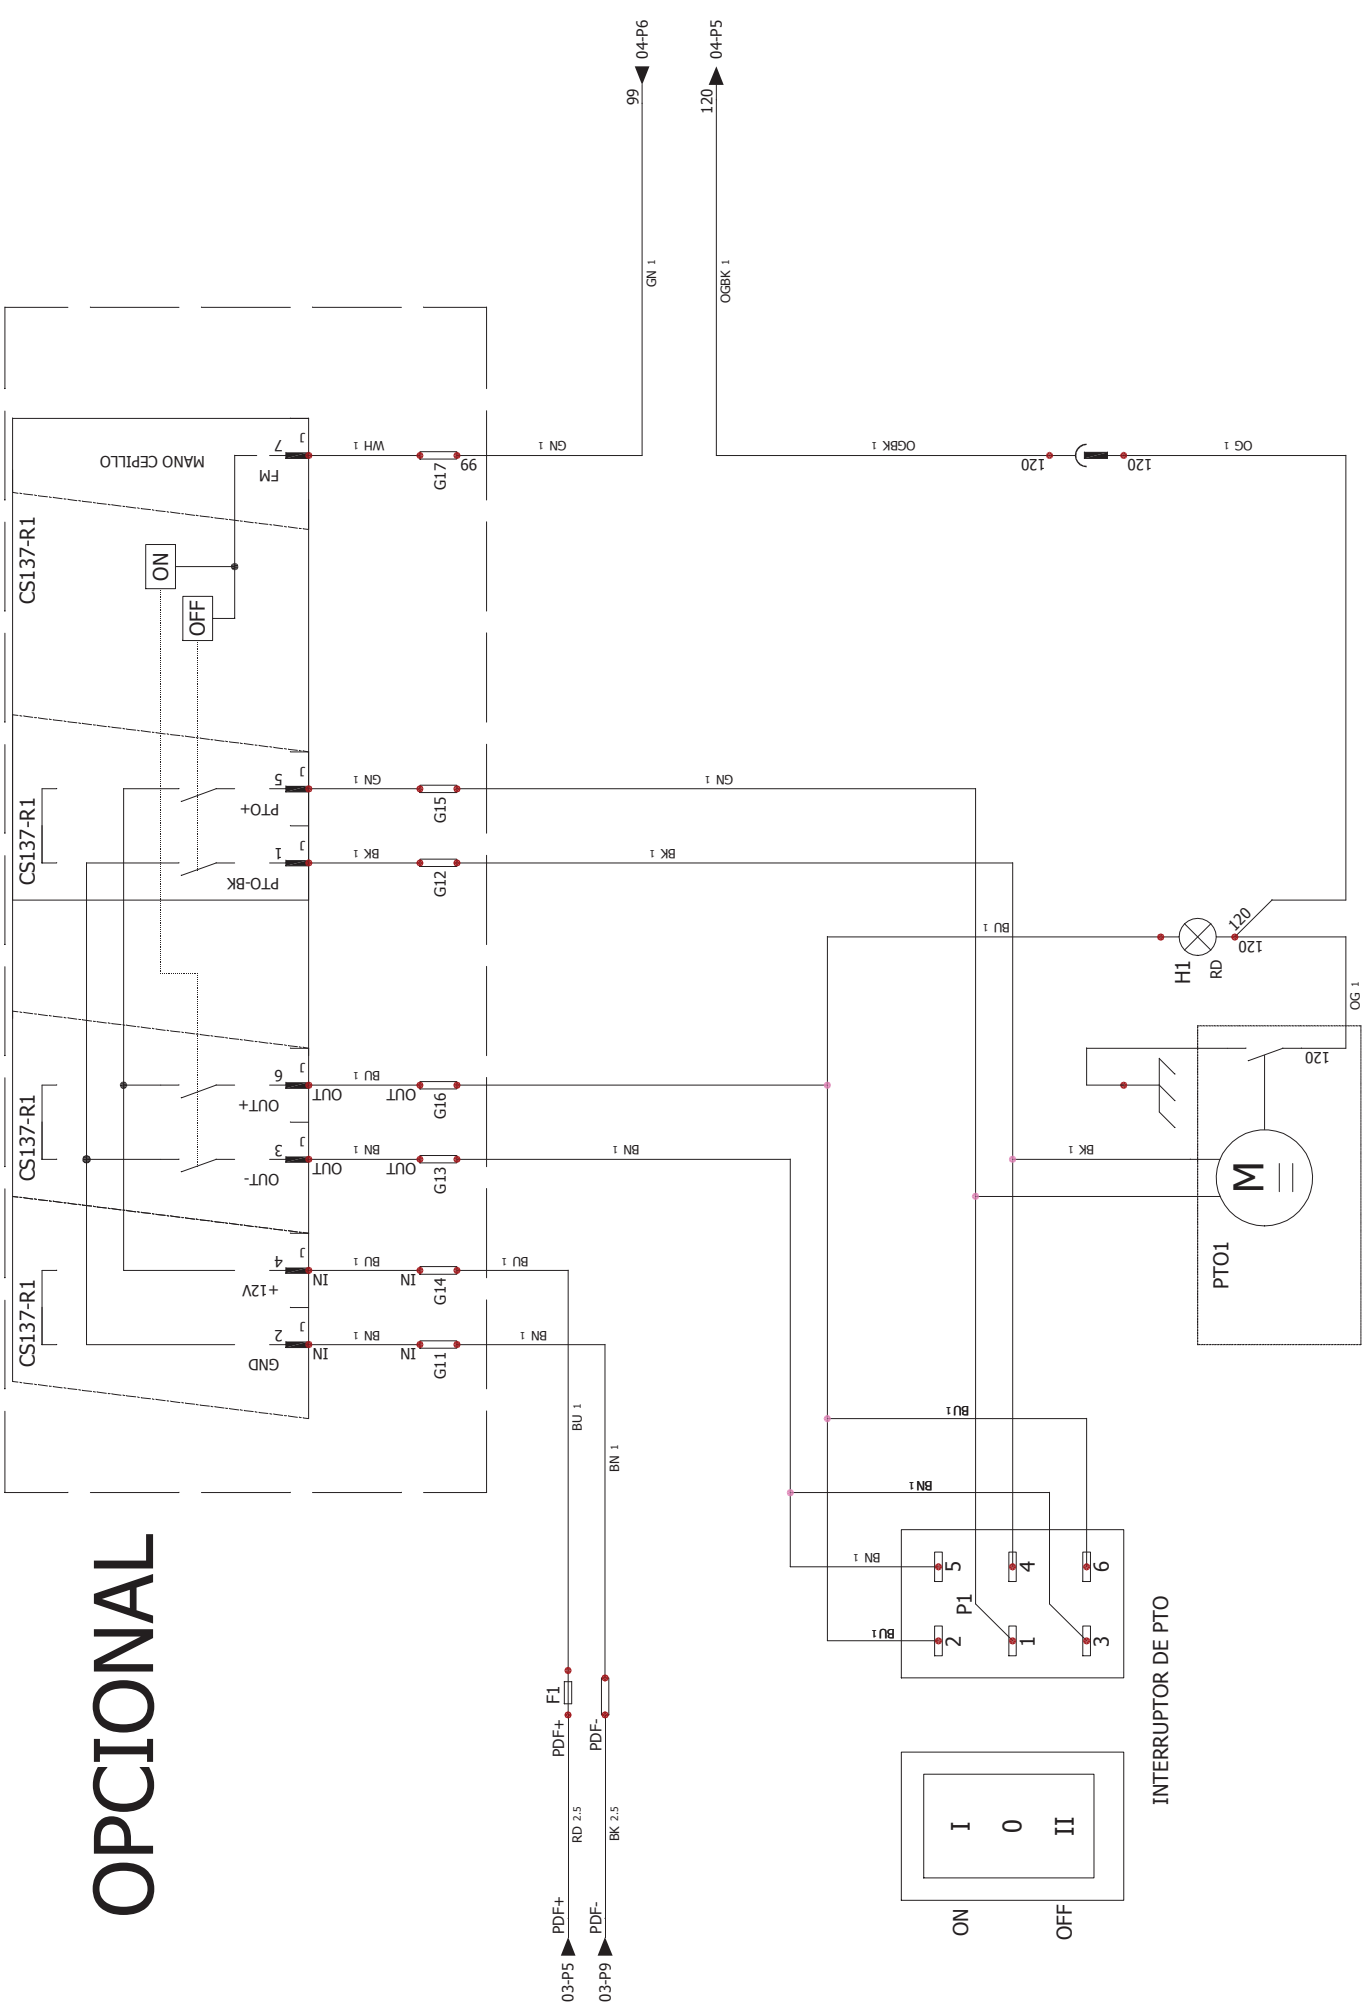 OPCIONAL
CS137-R1
CS137-R1
CS137-R1
CS137-R1
GND
2
J
+12V
4
J
OUT-
3
J
OUT+
6
J
PTO-BK
1
J
PTO+
5
J
OFF
ON
MANO CEPILLO
FM
7
J
IN
BN 1
IN
G11
BN 1
IN
BU 1
IN
G14
BU 1
OUT
BN 1
OUT
G13
BN 1
OUT
BU 1
OUT
G16
BK 1
G12
BK 1
GN 1
G15
GN 1
WH 1
G17
99
GN 1
GN 1
99
04-P6
120
04-P5
OGBK 1
OGBK 1
120
120
OG 1
03-P5
PDF+
RD 2.5
PDF+
F1
BU 1
03-P9
PDF-
BK 2.5
PDF-
BN 1
BU 1
H1
RD
120
120
OG 1
120
BK 1
M
PTO1
BU 1
BN 1
BN 1
BU 1
P1
2
5
1
4
3
6
ON
OFF
I
0
II
INTERRUPTOR DE PTO